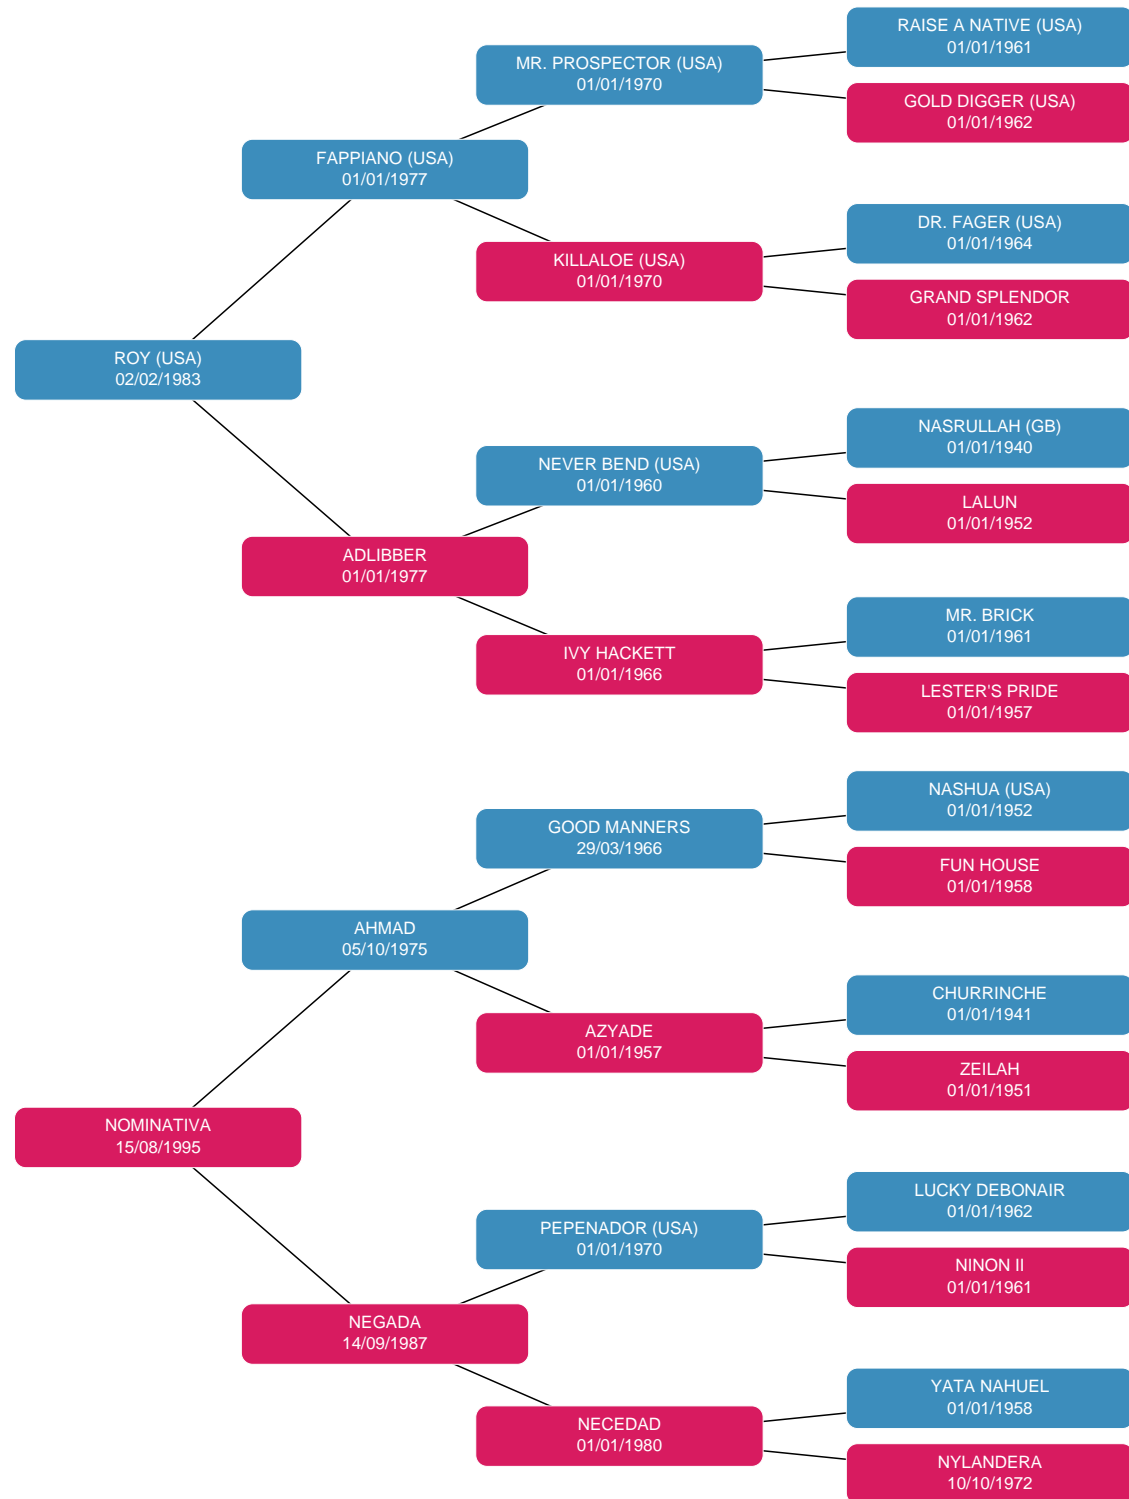 RAISE A NATIVE (USA)
01/01/1961
MR. PROSPECTOR (USA)
01/01/1970
GOLD DIGGER (USA)
01/01/1962
FAPPIANO (USA)
01/01/1977
DR. FAGER (USA)
01/01/1964
KILLALOE (USA)
01/01/1970
GRAND SPLENDOR
01/01/1962
ROY (USA)
02/02/1983
NASRULLAH (GB)
01/01/1940
NEVER BEND (USA)
01/01/1960
LALUN
01/01/1952
ADLIBBER
01/01/1977
MR. BRICK
01/01/1961
IVY HACKETT
01/01/1966
LESTER'S PRIDE
01/01/1957
NASHUA (USA)
01/01/1952
GOOD MANNERS
29/03/1966
FUN HOUSE
01/01/1958
AHMAD
05/10/1975
CHURRINCHE
01/01/1941
AZYADE
01/01/1957
ZEILAH
01/01/1951
NOMINATIVA
15/08/1995
LUCKY DEBONAIR
01/01/1962
PEPENADOR (USA)
01/01/1970
NINON II
01/01/1961
NEGADA
14/09/1987
YATA NAHUEL
01/01/1958
NECEDAD
01/01/1980
NYLANDERA
10/10/1972